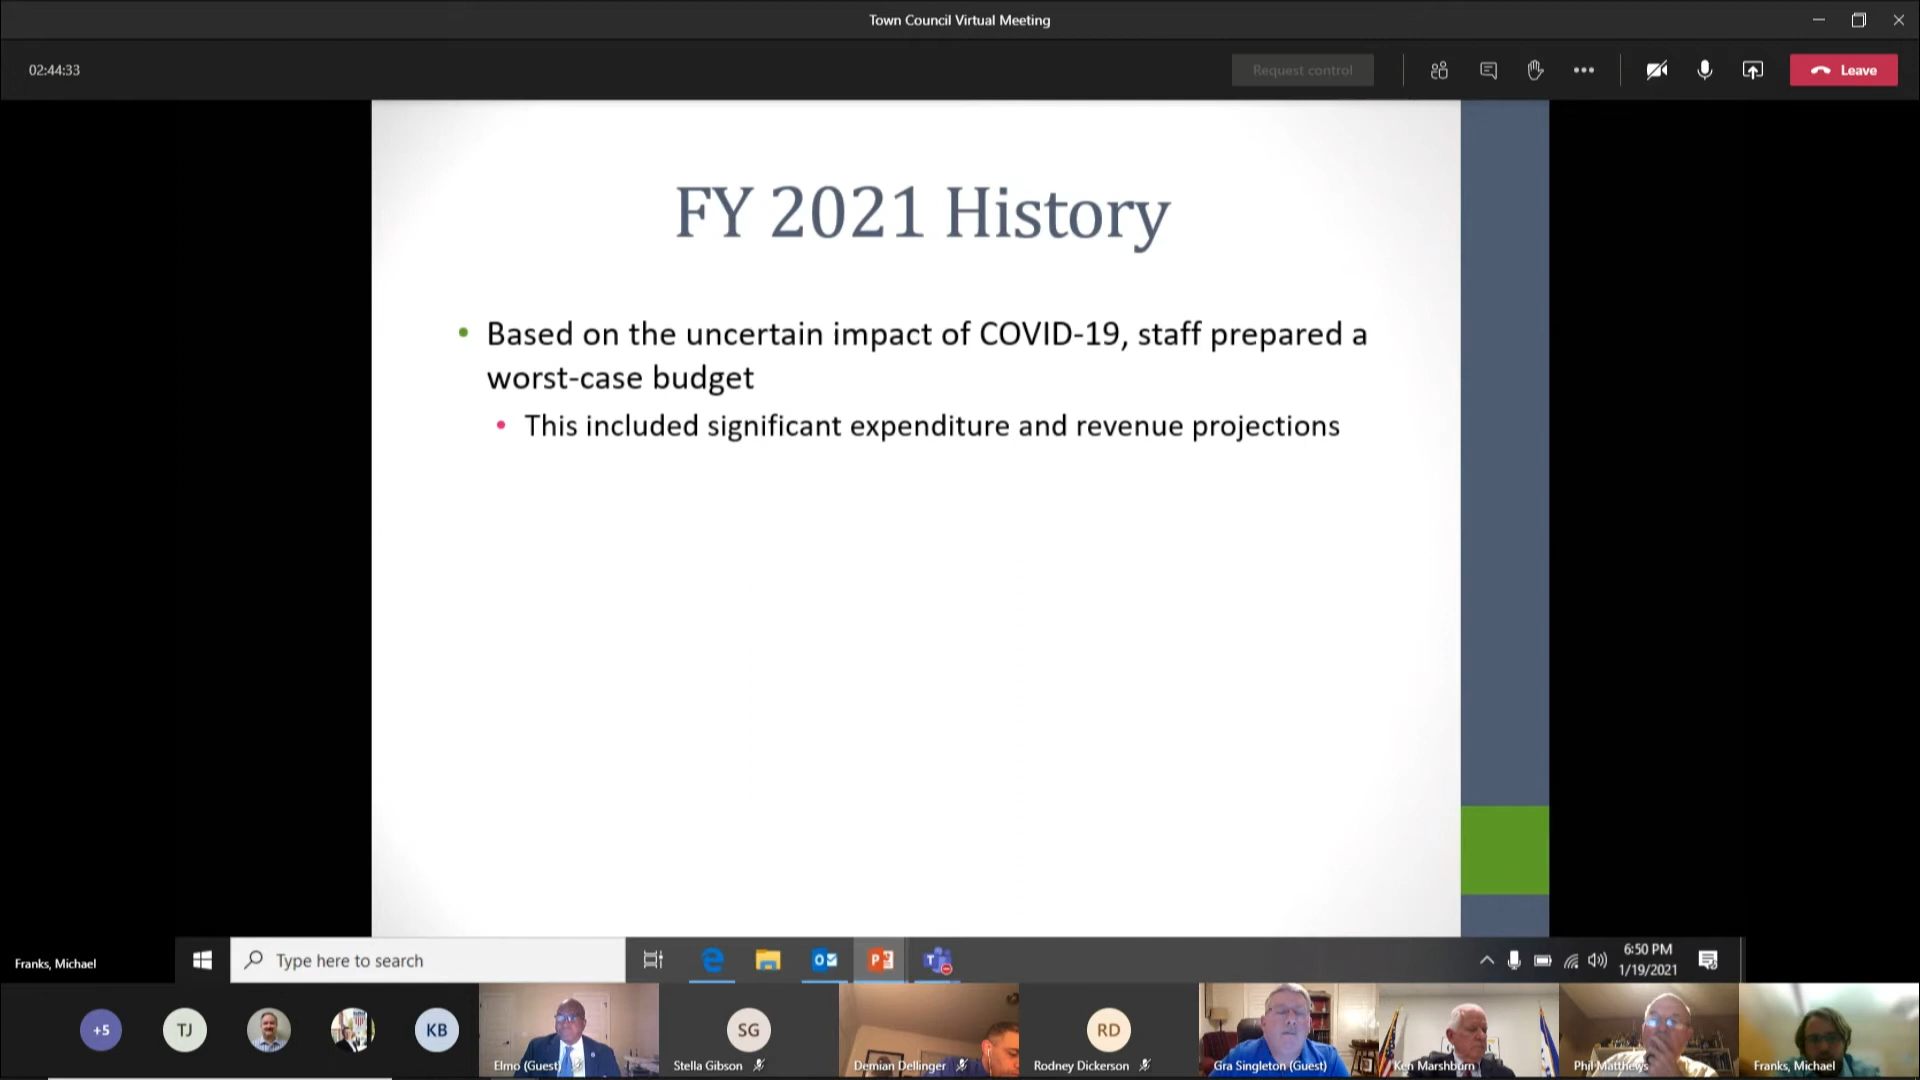 Town Council Virtual Meeting
02:44:33
Request control
Leave
FY 2021 History
• Based on the uncertain impact of COVID-19, staff prepared a
worst-case budget
• This included significant expenditure and revenue projections
Franks, Michael
Type here to search
6:50 PM
1/19/2021
+5
TJ
KB
Elmo (Guest)
SG
Stella Gibson
Demian Dellinger
RD
Rodney Dickerson
Gra Singleton (Guest)
Ken Marshburn
Phil Matthews
Franks, Michael